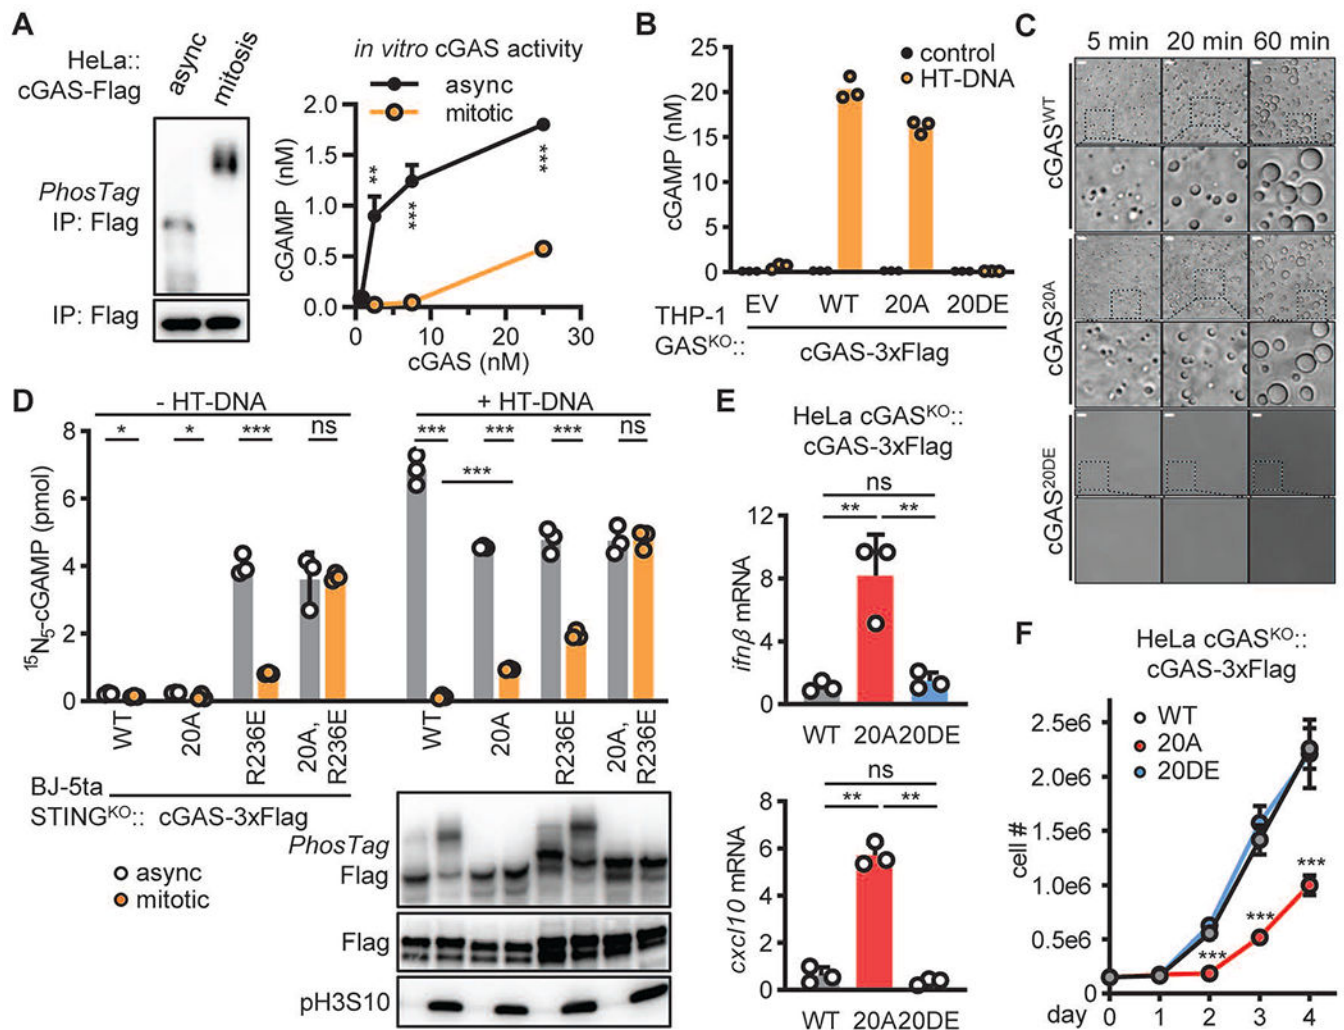 A
HeLa::
cGAS-Flag
async
mitosis
PhosTag
IP: Flag
IP: Flag
in vitro cGAS activity
async
mitotic
cGAMP (nM)
2.0
1.5
1.0
0.5
0.0
**
***
****
0 10 20 30
cGAS (nM)
B
control
HT-DNA
cGAMP (nM)
25
20
15
10
5
0
EV WT 20A 20DE
THP-1
GASKO::
cGAS-3xFlag
C
5 min 20 min 60 min
cGASWT
cGAS20A
cGAS20DE
D
- HT-DNA
+ HT-DNA
* * *** ns
*** *** *** ns
***
15N5-cGAMP (pmol)
8
6
4
2
0
WT
20A
R236E
20A,
R236E
WT
20A
R236E
20A,
R236E
BJ-5ta
STINGKO:: cGAS-3xFlag
async
mitotic
PhosTag
Flag
Flag
pH3S10
E
HeLa cGASKO::
cGAS-3xFlag
ns
** **
ifnβ mRNA
12
8
4
0
WT 20A20DE
ns
** **
cxcl10 mRNA
6
4
2
0
WT 20A20DE
F
HeLa cGASKO::
cGAS-3xFlag
WT
20A
20DE
cell #
2.5e6
2.0e6
1.5e6
1.0e6
0.5e6
0
***
***
***
day 0 1 2 3 4